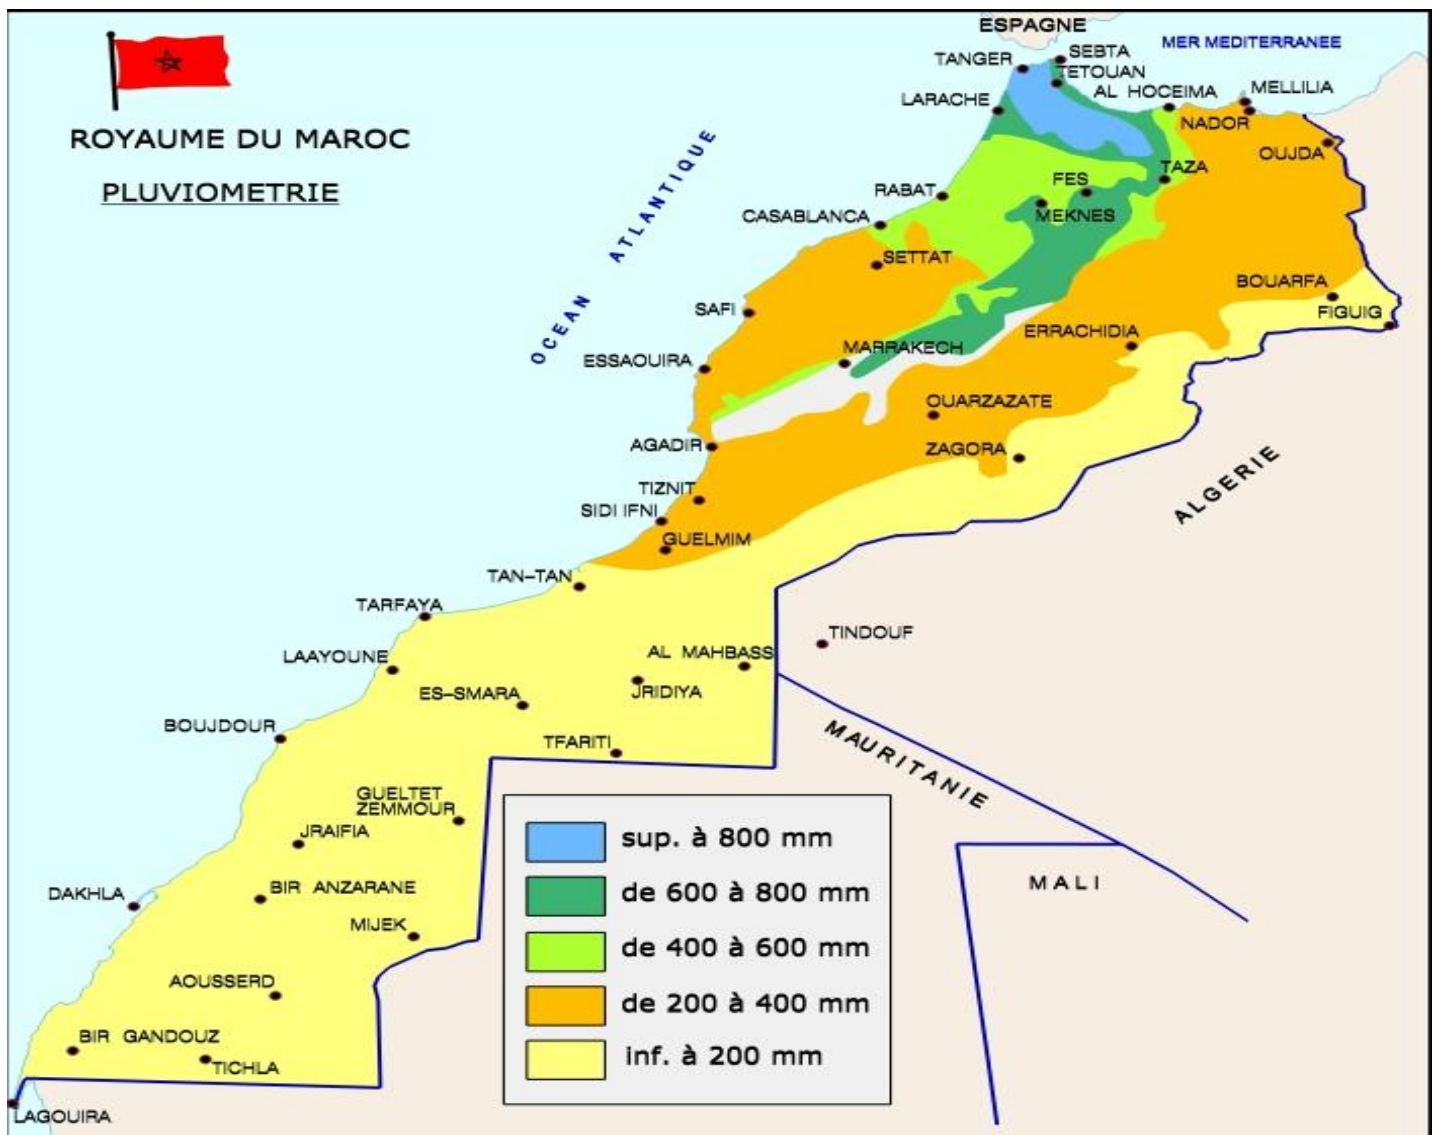 ESPAGNE
MER MEDITERRANEE
ROYAUME DU MAROC
PLUVIOMETRIE
TANGER
SEBTA
TETOUAN
AL HOCEIMA
MELLILIA
LARACHE
NADOR
OUJDA
TAZA
FES
RABAT
MEKNES
CASABLANCA
OCEAN ATLANTIQUE
SETTAT
BOUARFA
SAFI
FIGUIG
ERRACHIDIA
MARRAKECH
ESSAOUIRA
OUARZAZATE
AGADIR
ZAGORA
ALGERIE
TIZNIT
SIDI IFNI
GUELMIM
TAN-TAN
TARFAYA
TINDOUF
LAAYOUNE
AL MAHBASS
ES-SMARA
JRIDIYA
BOUJDOUR
TFARITI
MAURITANIE
GUELTET
ZEMMOUR
JRAIFIA
sup. à 800 mm
DAKHLA
BIR ANZARANE
de 600 à 800 mm
MALI
MIJEK
de 400 à 600 mm
AOUSSERD
de 200 à 400 mm
BIR GANDOUZ
TICHLA
inf. à 200 mm
LAGOUIRA